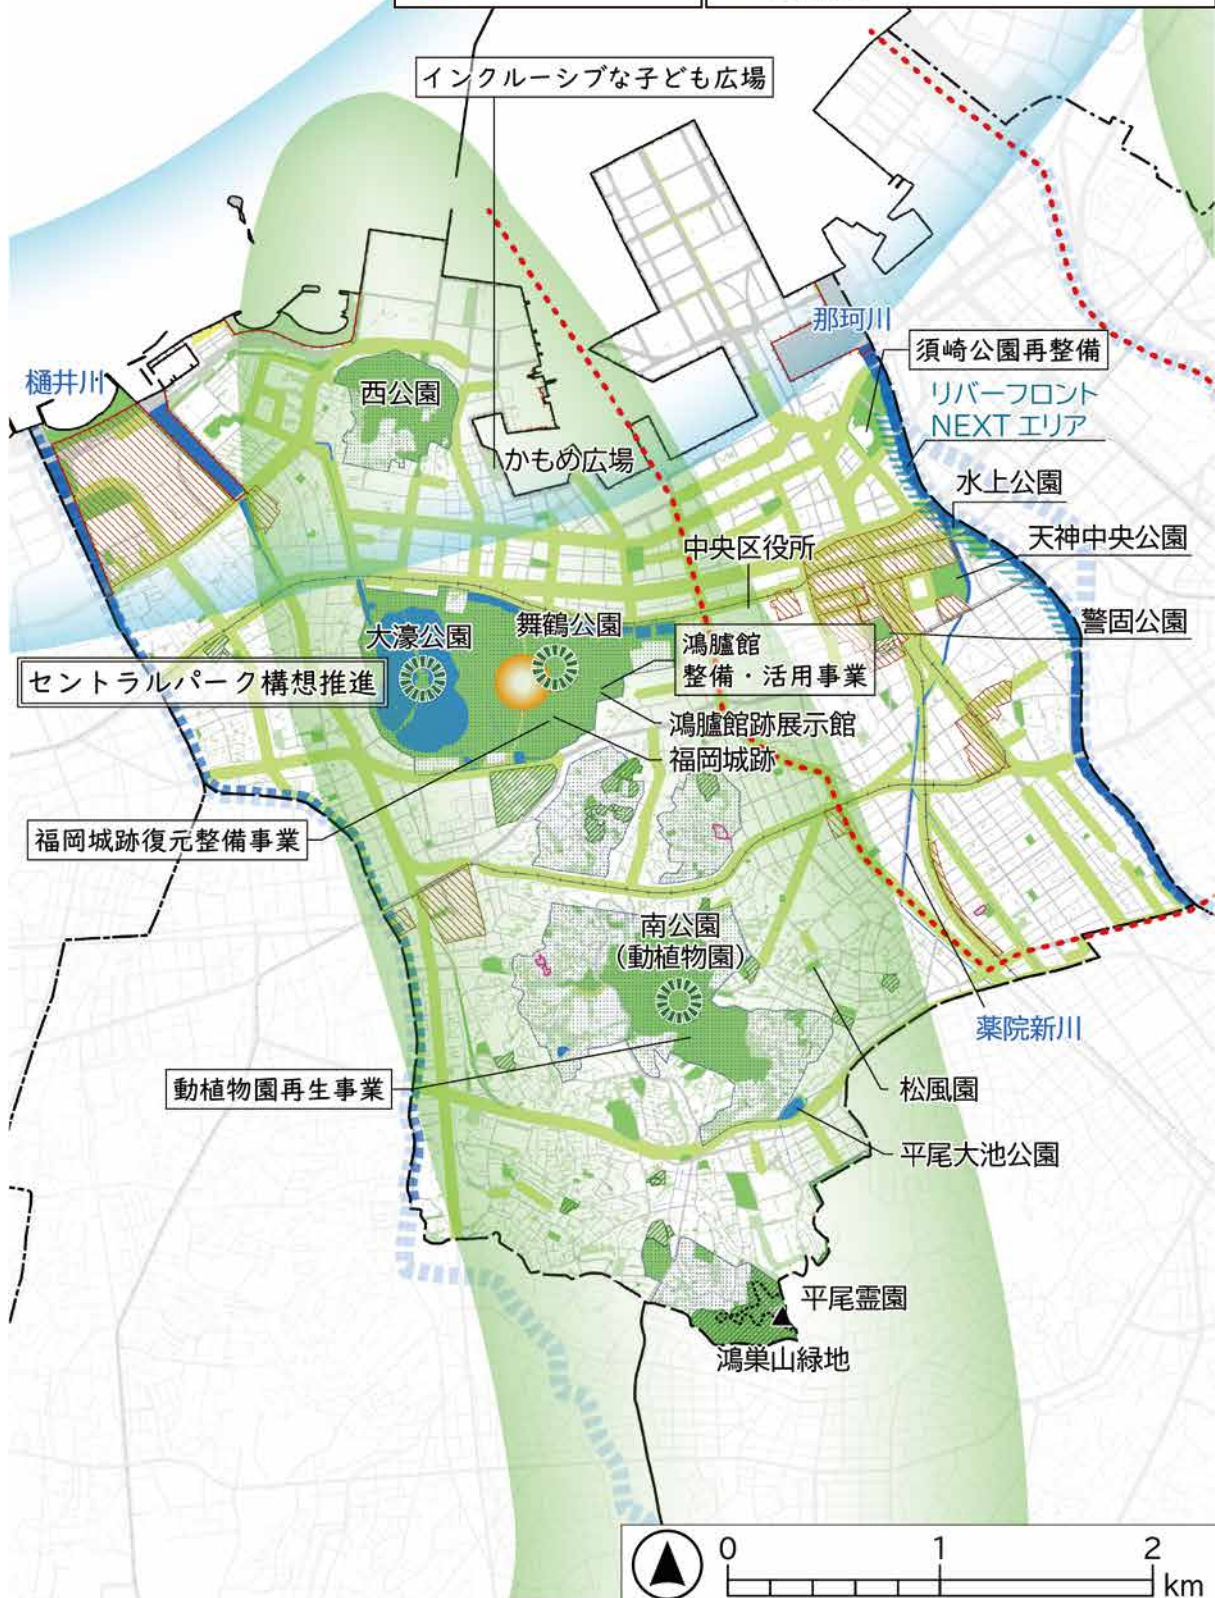 インクルーシブな子ども広場
那珂川
須崎公園再整備
樋井川
西公園
リバーフロント
NEXTエリア
かもめ広場
水上公園
天神中央公園
中央区役所
大濠公園
舞鶴公園
警固公園
鴻臚館
整備・活用事業
セントラルパーク構想推進
鴻臚館跡展示館
福岡城跡
福岡城跡復元整備事業
南公園
(動植物園)
薬院新川
動植物園再生事業
松風園
平尾大池公園
平尾霊園
鴻巣山緑地
0 1 2
km